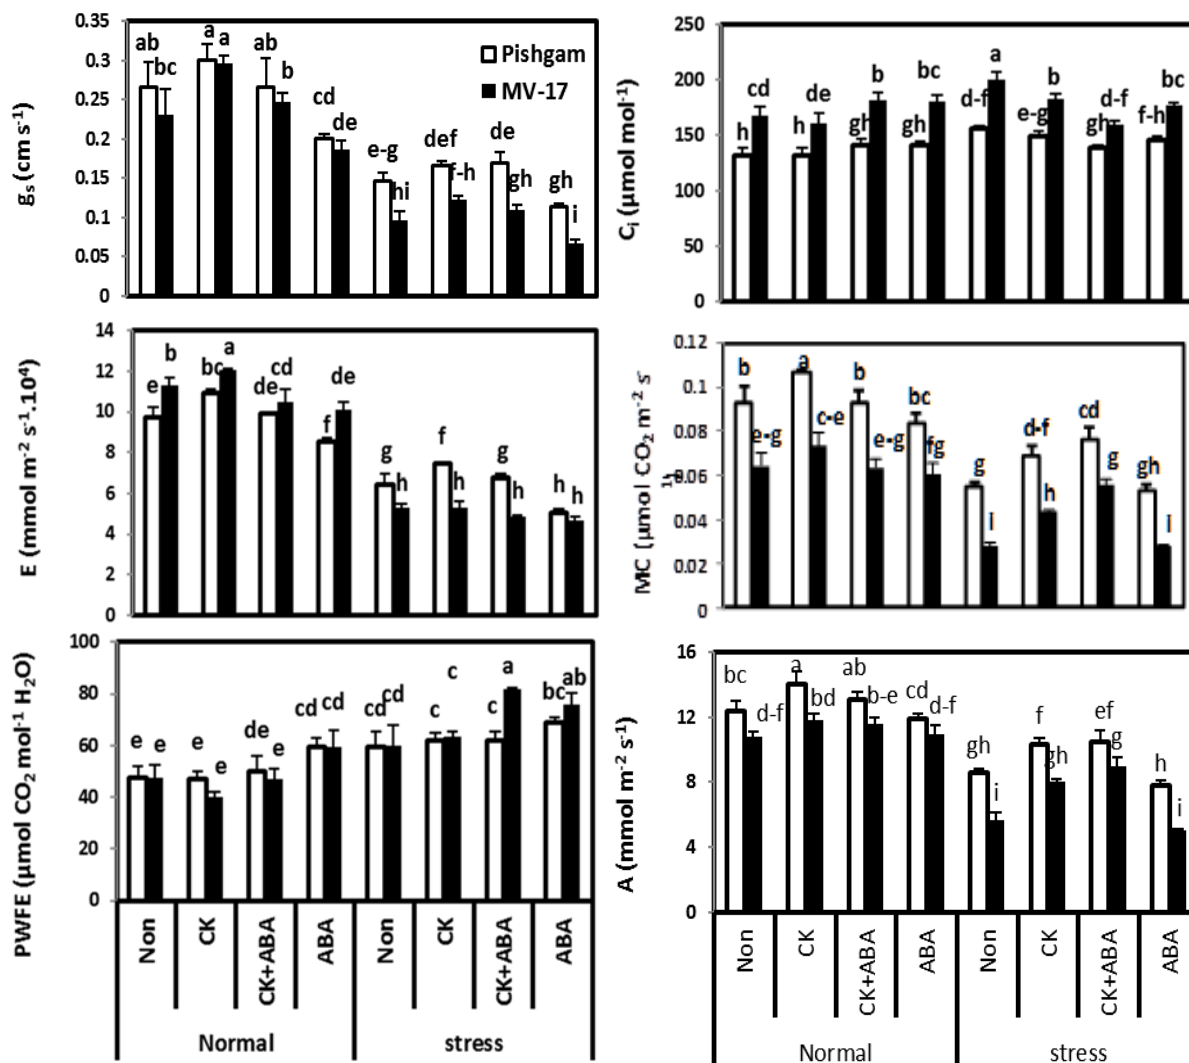 0.35
0.3
0.25
0.2
0.15
0.1
0.05
0
gs (cm s⁻¹)
Pishgam
MV-17
ab bc a a ab b cd de e-g hi def f-h de gh gh i
250
200
150
100
50
0
Ci (µmol mol⁻¹)
h cd h de gh b gh bc d-f a e-g b gh d-f f-h bc
14
12
10
8
6
4
2
0
E (mmol m⁻² s⁻¹.10⁴)
e b bc a de cd f de g h f h g h h h
0.12
0.1
0.08
0.06
0.04
0.02
0
MC (µmol CO₂ m⁻² s⁻
¹)
b e-g a c-e b e-g bc fg g i d-f h cd g gh i
100
80
60
40
20
0
PWFE (µmol CO₂ mol⁻¹ H₂O)
e e e e de e cd cd cd cd c c c a bc ab
Non CK CK+ABA ABA Non CK CK+ABA ABA
Normal stress
16
12
8
4
0
A (mmol m⁻² s⁻¹)
bc d-f a bd ab b-e cd d-f gh i f gh ef g h i
Non CK CK+ABA ABA Non CK CK+ABA ABA
Normal stress